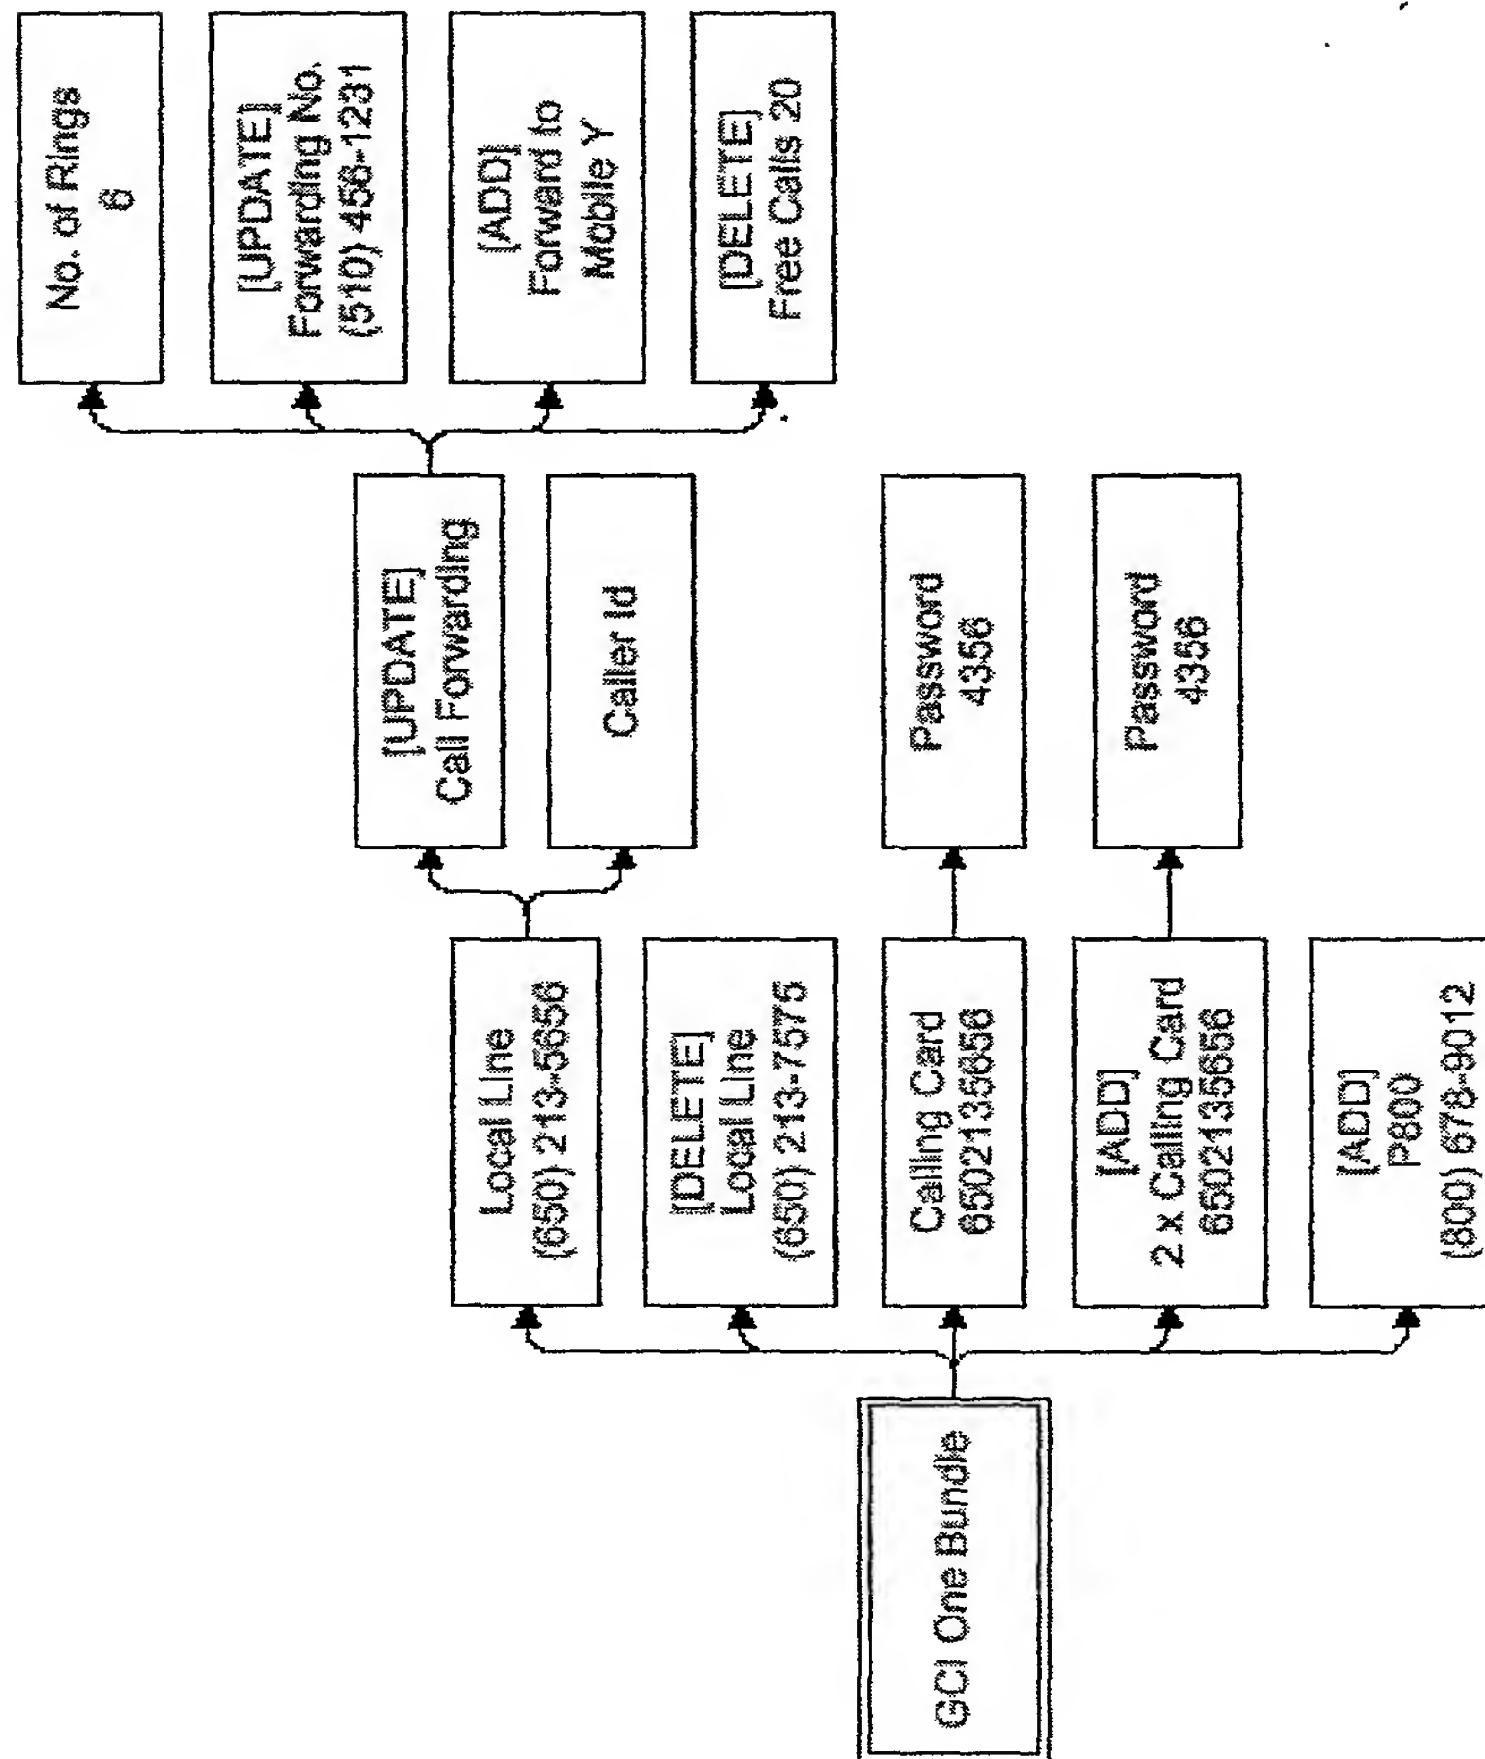 GCI One Bundle
Local Line
(650) 213-5656
[DELETE]
Local Line
(650) 213-7575
Calling Card
6502135656
[ADD]
2 x Calling Card
6502135656
[ADD]
P800
(800) 678-9012
[UPDATE]
Call Forwarding
Caller Id
Password
4356
Password
4356
No. of Rings
6
[UPDATE]
Forwarding No.
(510) 456-1231
[ADD]
Forward to
Mobile Y
[DELETE]
Free Calls 20